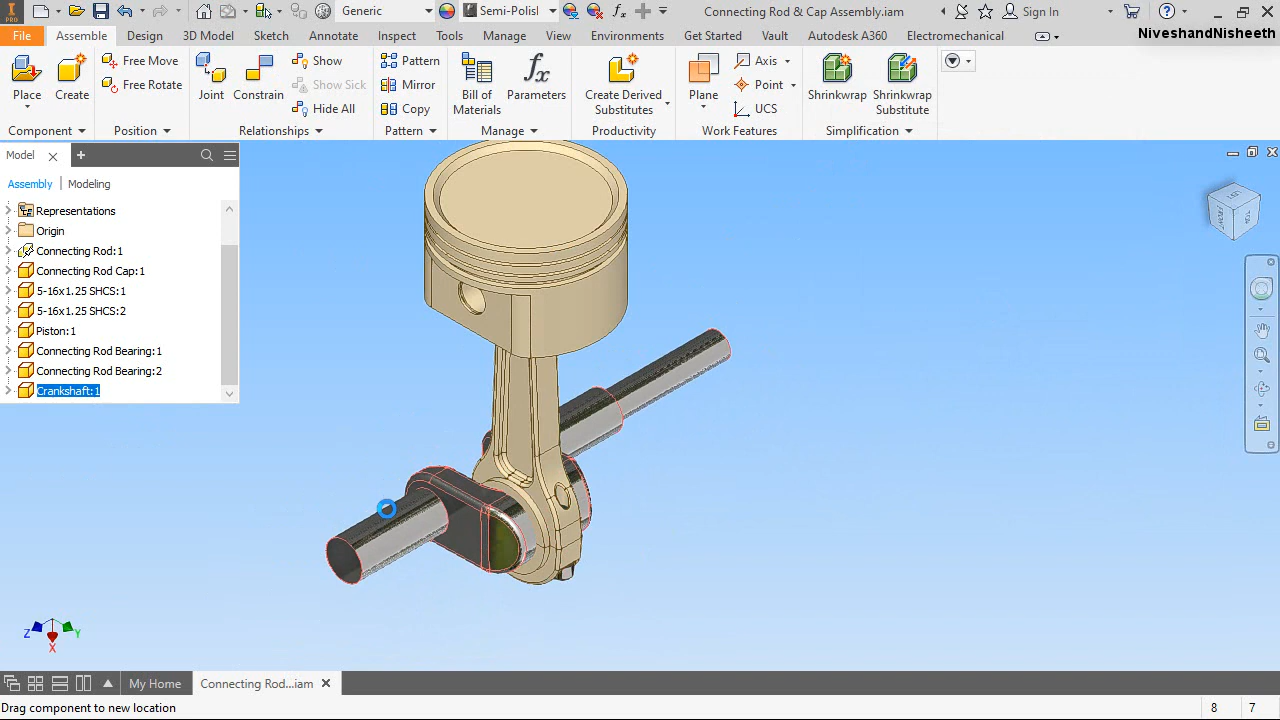 PRO
Generic
Semi-Polisl
Connecting Rod & Cap Assembly.iam
Sign In
File
Assemble
Design
3D Model
Sketch
Annotate
Inspect
Tools
Manage
View
Environments
Get Started
Vault
Autodesk A360
Electromechanical
NiveshandNisheeth
Place
Create
Free Move
Free Rotate
Joint
Constrain
Show
Show Sick
Hide All
Pattern
Mirror
Copy
Bill of
Materials
Parameters
Create Derived
Substitutes
Plane
Axis
Point
UCS
Shrinkwrap
Shrinkwrap
Substitute
Component
Position
Relationships
Pattern
Manage
Productivity
Work Features
Simplification
Model
Assembly
Modeling
Representations
Origin
Connecting Rod:1
Connecting Rod Cap:1
5-16x1.25 SHCS:1
5-16x1.25 SHCS:2
Piston:1
Connecting Rod Bearing:1
Connecting Rod Bearing:2
Crankshaft:1
Z
Y
X
My Home
Connecting Rod...iam
Drag component to new location
8
7